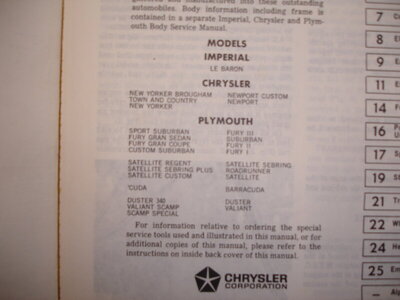 automobiles. Body information including frame is
contained in a separate Imperial, Chrysler and Plym-
outh Body Service Manual.
MODELS
IMPERIAL
LE BARON
CHRYSLER
NEW YORKER BROUGHAM NEWPORT CUSTOM
TOWN AND COUNTRY NEWPORT
NEW YORKER
PLYMOUTH
SPORT SUBURBAN FURY III
FURY GRAN SEDAN SUBURBAN
FURY GRAN COUPE FURY II
CUSTOM SUBURBAN FURY I
SATELLITE REGENT SATELLITE SEBRING
SATELLITE SEBRING PLUS ROADRUNNER
SATELLITE CUSTOM SATELLITE
'CUDA BARRACUDA
DUSTER 340 DUSTER
VALIANT SCAMP VALIANT
SCAMP SPECIAL
For information relative to ordering the special
service tools used and illustrated in this manual, or for
additional copies of this manual, please refer to the
instructions on inside back cover of this manual.
CHRYSLER
CORPORATION
7
8
9
11
14
16
17
19
21
22
24
25